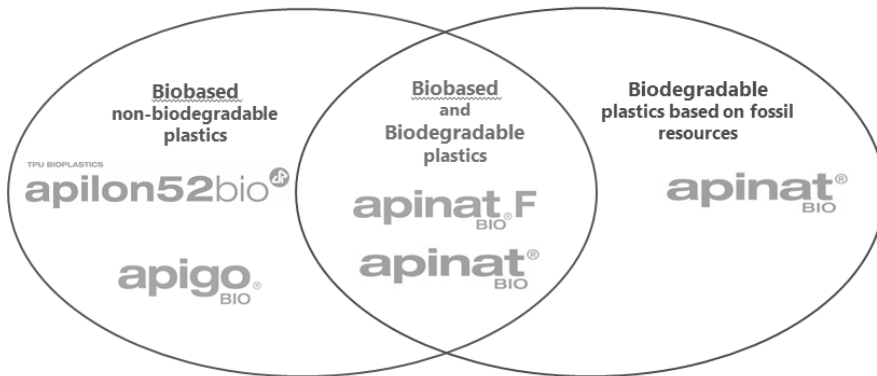 Biobased
non-biodegradable
plastics
TPU BIOPLASTICS
apilon52bio
apigo®
BIO
Biobased
and
Biodegradable
plastics
apinat®F
BIO
apinat®
BIO
Biodegradable
plastics based on fossil
resources
apinat®
BIO